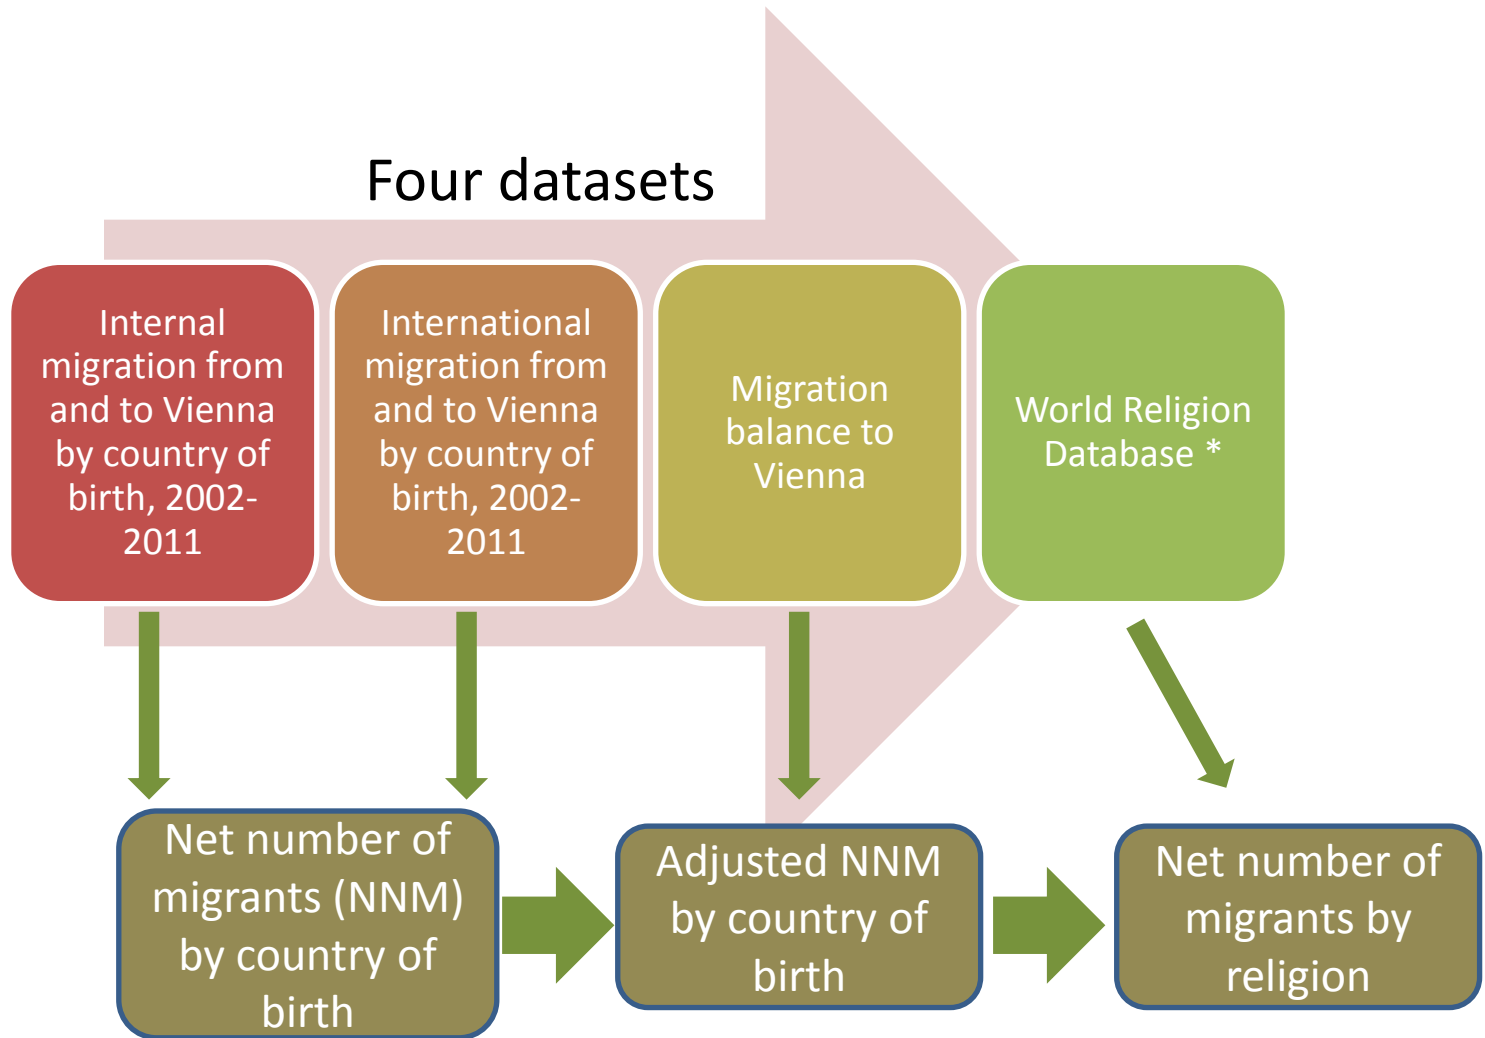 Four datasets
Internal
migration from
and to Vienna
by country of
birth, 2002-
2011
International
migration from
and to Vienna
by country of
birth, 2002-
2011
Migration
balance to
Vienna
World Religion
Database *
Net number of
migrants (NNM)
by country of
birth
Adjusted NNM
by country of
birth
Net number of
migrants by
religion